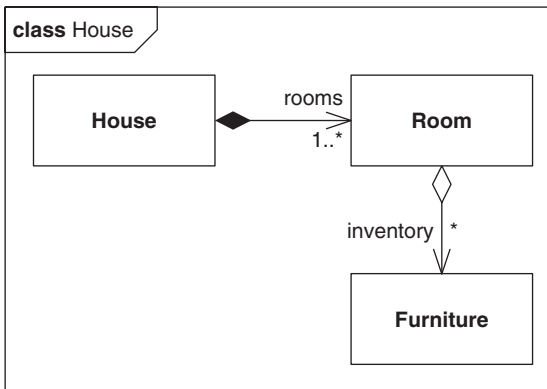 class House
House
rooms
1..*
Room
inventory
*
Furniture